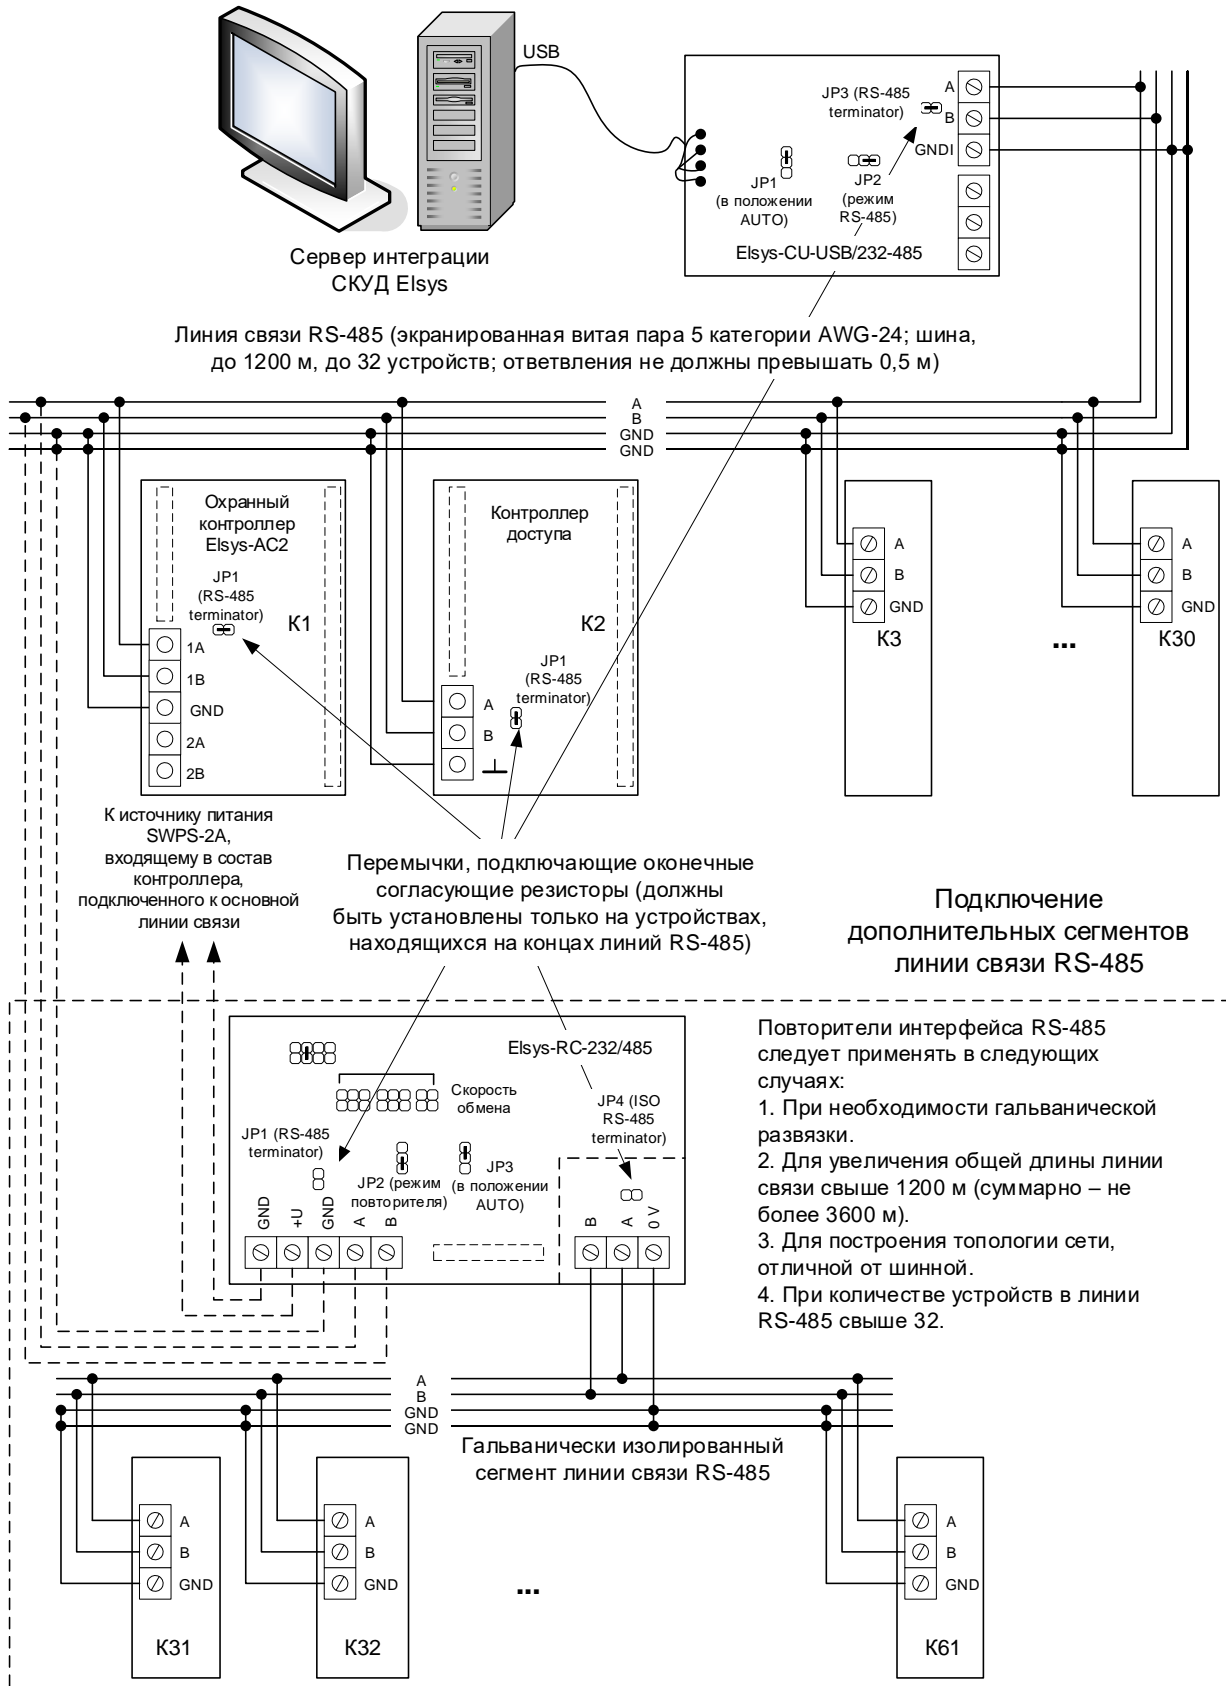 USB
Сервер интеграции
СКУД Elsys
JP3 (RS-485
terminator)
A
B
GNDI
JP1
(в положении
AUTO)
JP2
(режим
RS-485)
Elsys-CU-USB/232-485
Линия связи RS-485 (экранированная витая пара 5 категории AWG-24; шина,
до 1200 м, до 32 устройств; ответвления не должны превышать 0,5 м)
A
B
GND
GND
Охранный
контроллер
Elsys-AC2
JP1
(RS-485
terminator)
К1
1A
1B
GND
2A
2B
Контроллер
доступа
К2
JP1
(RS-485
terminator)
A
B
A
B
GND
К3
...
A
B
GND
К30
К источнику питания
SWPS-2A,
входящему в состав
контроллера,
подключенного к основной
линии связи
Перемычки, подключающие оконечные
согласующие резисторы (должны
быть установлены только на устройствах,
находящихся на концах линий RS-485)
Подключение
дополнительных сегментов
линии связи RS-485
Elsys-RC-232/485
Скорость
обмена
JP1 (RS-485
terminator)
JP2 (режим
повторителя)
JP3
(в положении
AUTO)
JP4 (ISO
RS-485
terminator)
GND
+U
GND
A
B
B
A
0 V
Повторители интерфейса RS-485
следует применять в следующих
случаях:
1. При необходимости гальванической
развязки.
2. Для увеличения общей длины линии
связи свыше 1200 м (суммарно – не
более 3600 м).
3. Для построения топологии сети,
отличной от шинной.
4. При количестве устройств в линии
RS-485 свыше 32.
A
B
GND
GND
Гальванически изолированный
сегмент линии связи RS-485
A
B
GND
К31
A
B
GND
К32
...
A
B
GND
К61